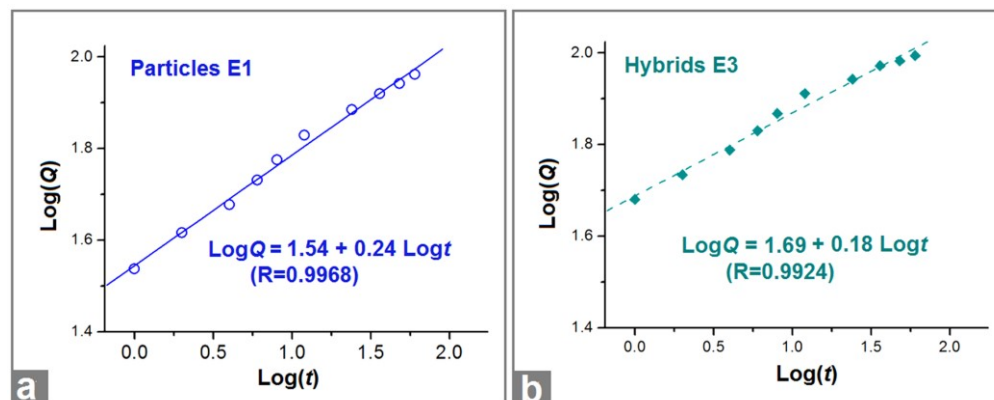 Particles E1
2.0
1.8
1.6
1.4
Log(Q)
LogQ = 1.54 + 0.24 Logt
(R=0.9968)
0.0 0.5 1.0 1.5 2.0
Log(t)
a
Hybrids E3
2.0
1.8
1.6
1.4
Log(Q)
LogQ = 1.69 + 0.18 Logt
(R=0.9924)
0.0 0.5 1.0 1.5 2.0
Log(t)
b